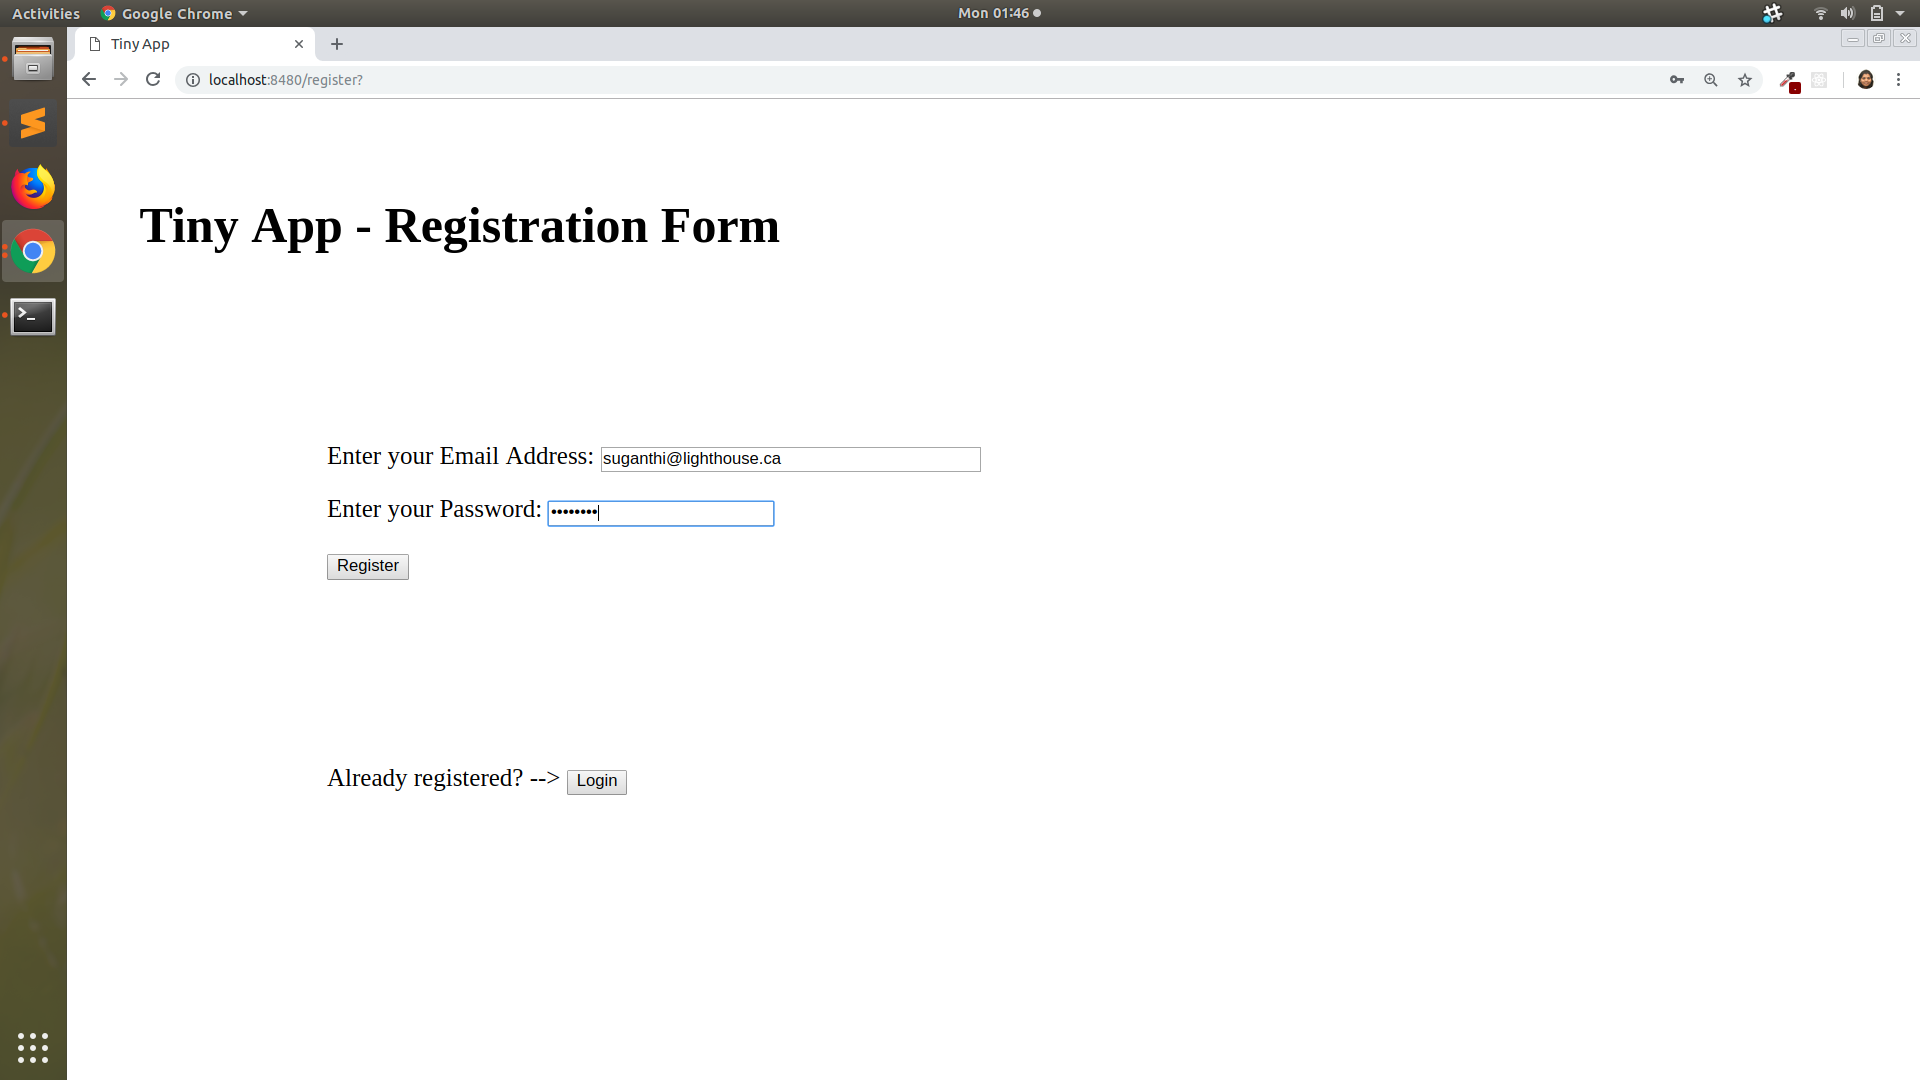 Activities Google Chrome Mon 01:46
Tiny App
localhost:8480/register?
Tiny App - Registration Form
Enter your Email Address: suganthi@lighthouse.ca
Enter your Password: ••••••••
Register
Already registered? --> Login